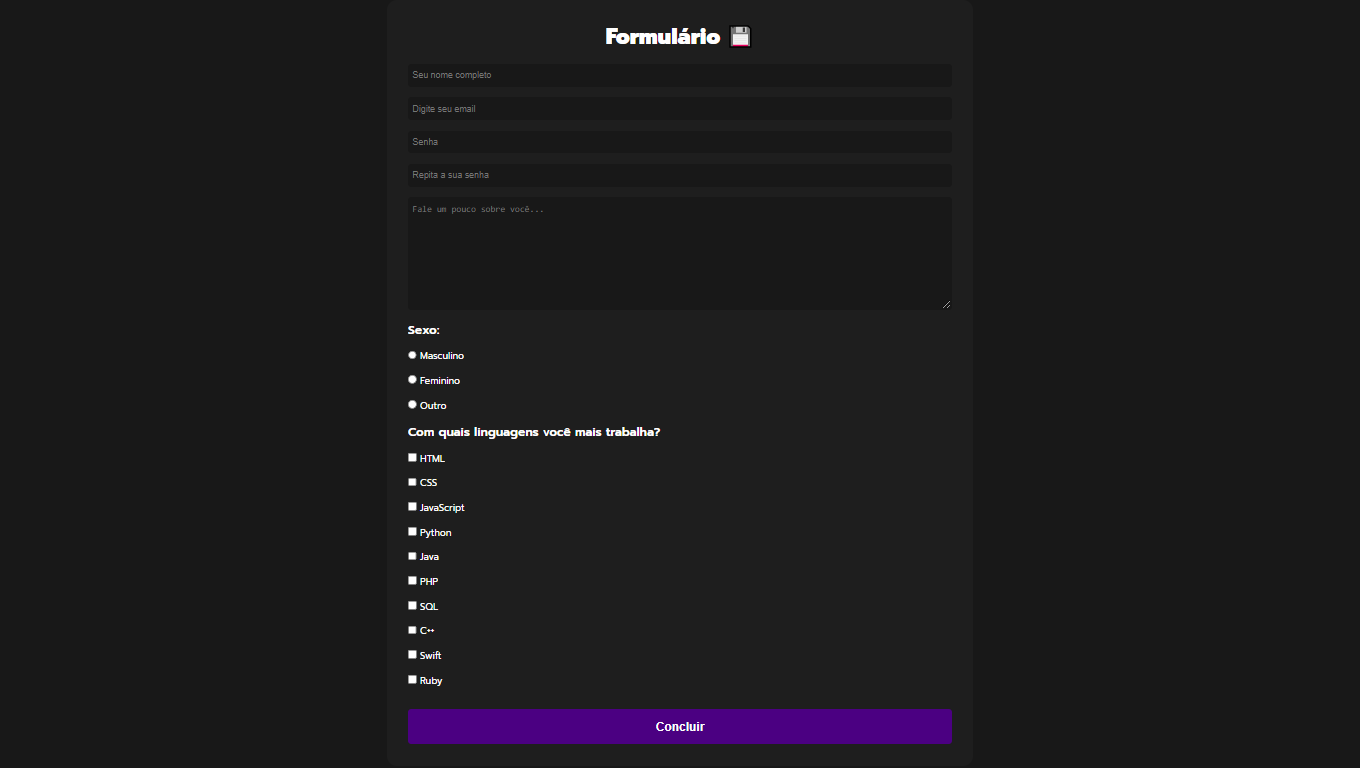 Formulário 💾
Seu nome completo
Digite seu email
Senha
Repita a sua senha
Fale um pouco sobre você...
Sexo:
Masculino
Feminino
Outro
Com quais linguagens você mais trabalha?
HTML
CSS
JavaScript
Python
Java
PHP
SQL
C++
Swift
Ruby
Concluir